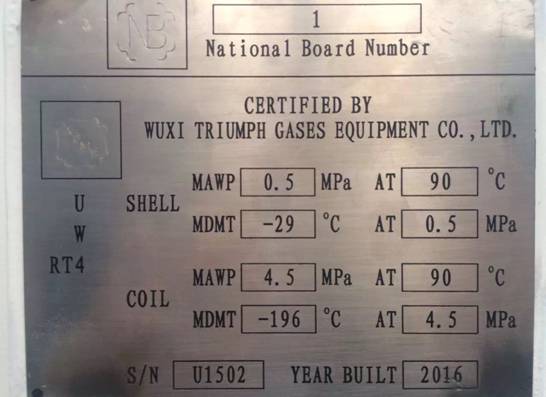 NB
1
National Board Number
CERTIFIED BY
WUXI TRIUMPH GASES EQUIPMENT CO., LTD.
U
W
RT4
SHELL
MAWP 0.5 MPa AT 90 °C
MDMT -29 °C AT 0.5 MPa
COIL
MAWP 4.5 MPa AT 90 °C
MDMT -196 °C AT 4.5 MPa
S/N U1502 YEAR BUILT 2016